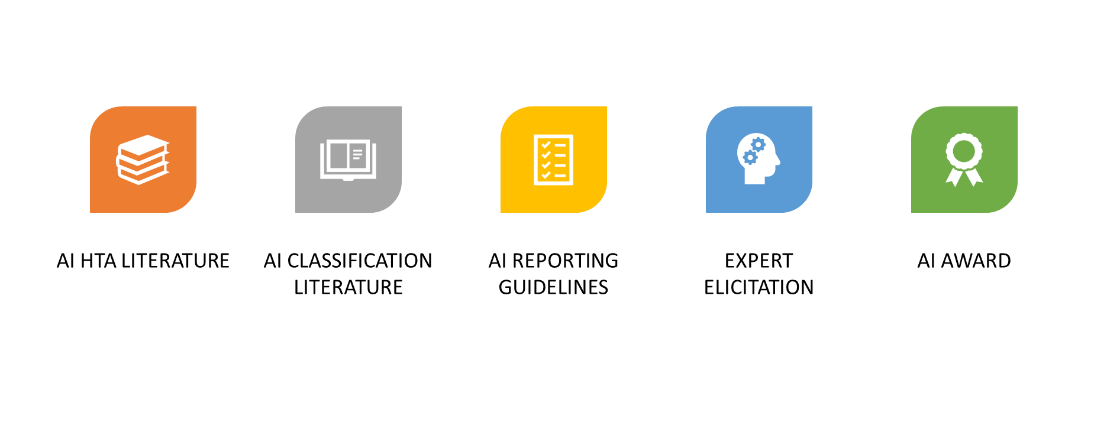 AI HTA LITERATURE
AI CLASSIFICATION
LITERATURE
AI REPORTING
GUIDELINES
EXPERT
ELICITATION
AI AWARD